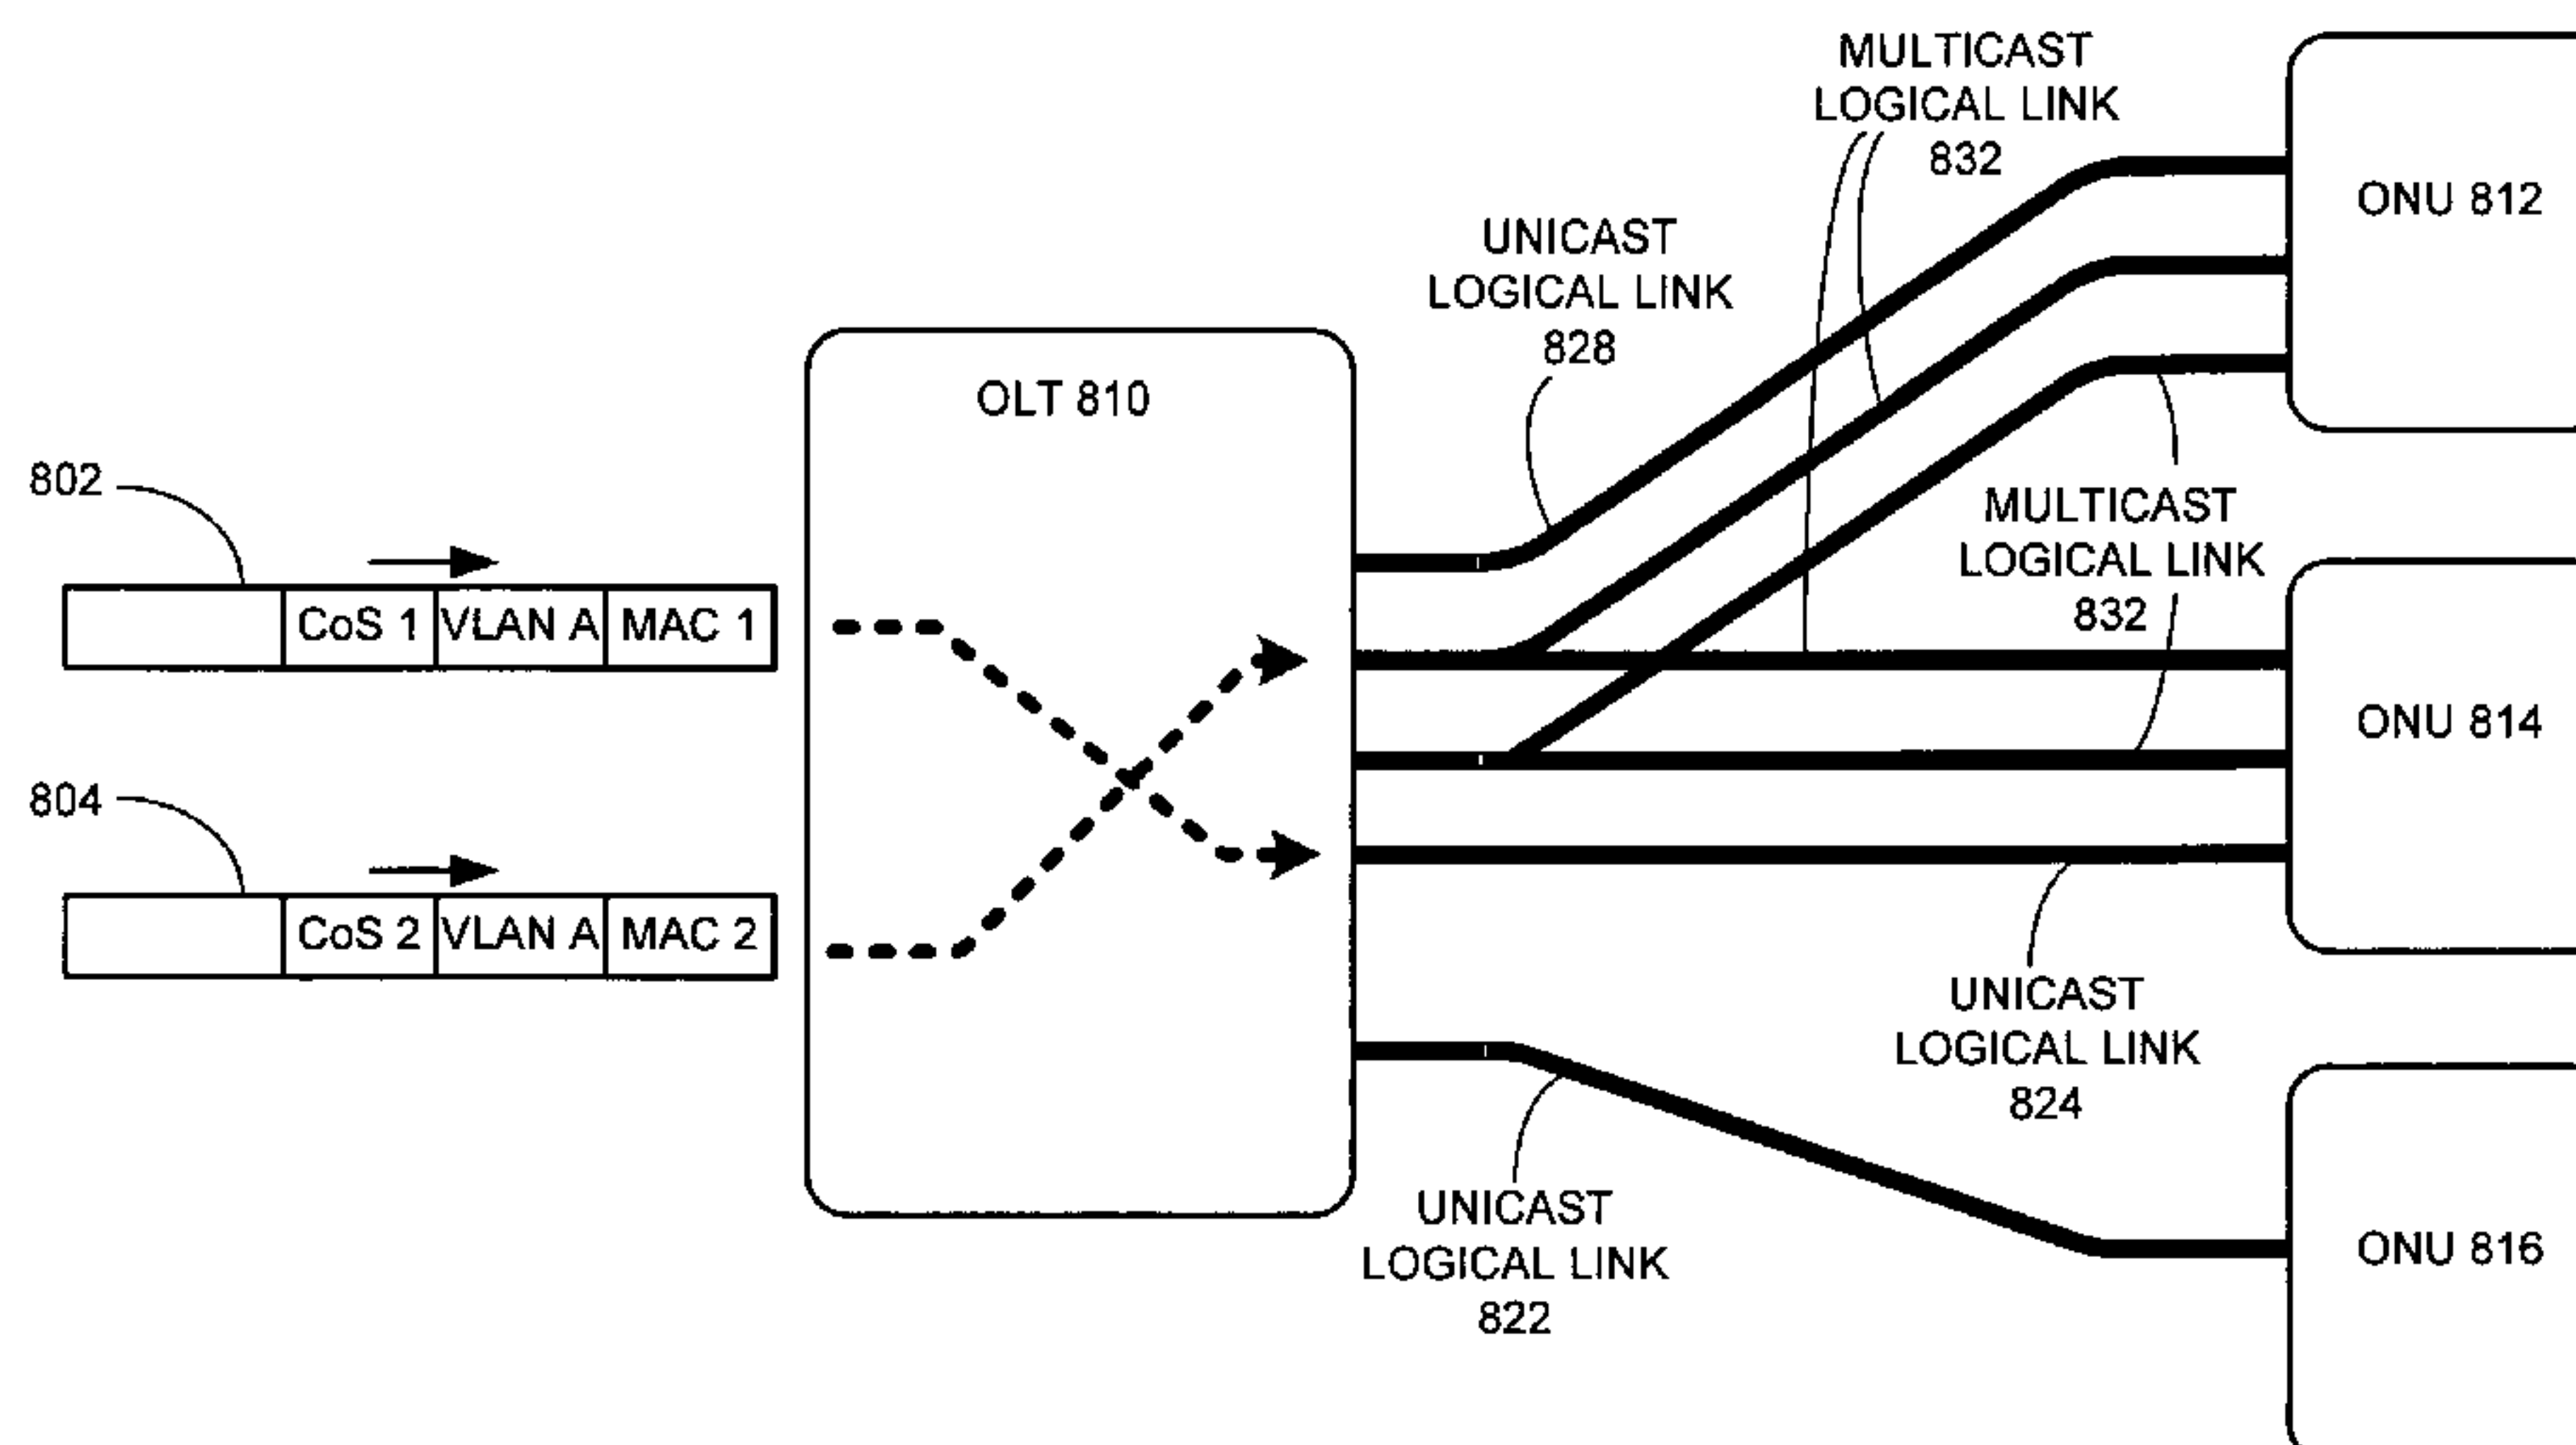 MULTICAST
LOGICAL LINK
832
UNICAST
LOGICAL LINK
828
ONU 812
OLT 810
802
CoS 1 VLAN A MAC 1
MULTICAST
LOGICAL LINK
832
ONU 814
804
CoS 2 VLAN A MAC 2
UNICAST
LOGICAL LINK
824
UNICAST
LOGICAL LINK
822
ONU 816